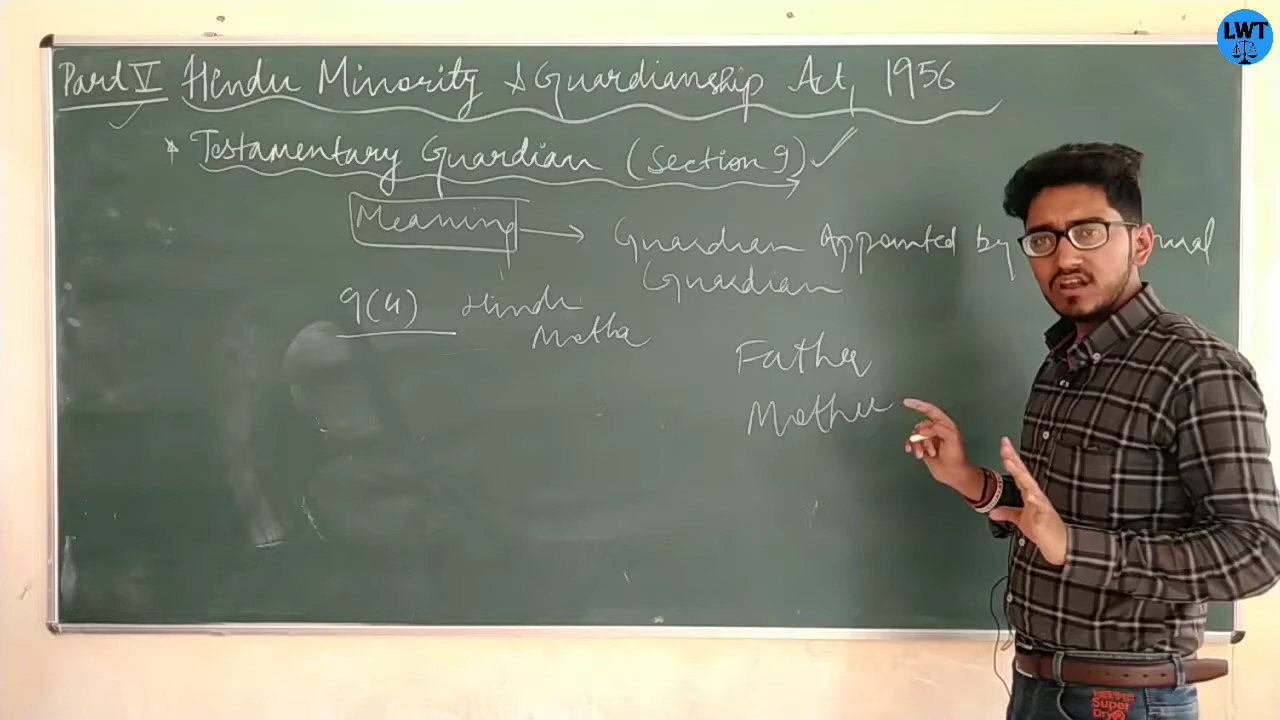 LWT
Part V Hindu Minority & Guardianship Act, 1956
* Testamentary Guardian (Section 9)
Meaning → Guardian Appointed by
Guardian
9(4) Hindu
Motha
Father
Mother
Super
Dry